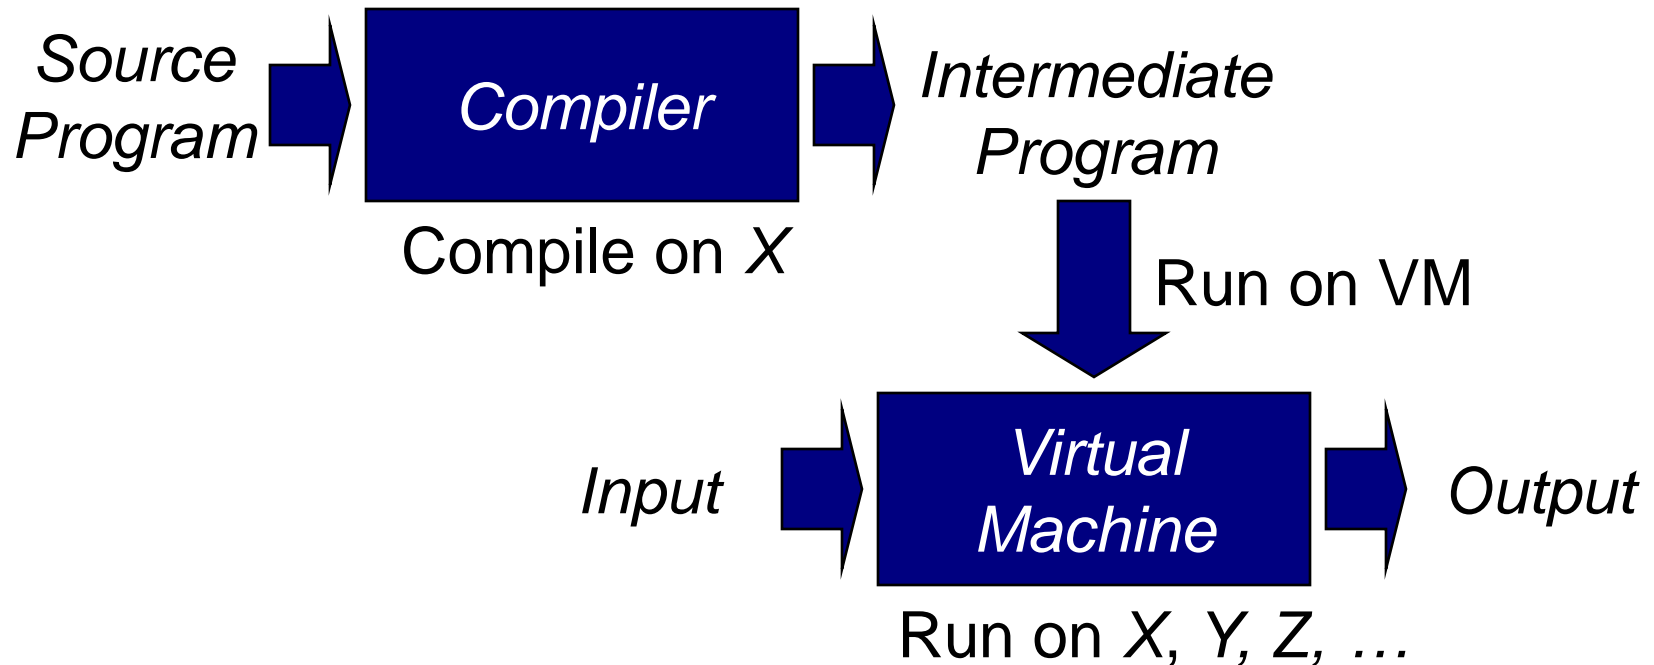 Source
Program
Compiler
Compile on X
Intermediate
Program
Run on VM
Input
Virtual
Machine
Output
Run on X, Y, Z, …